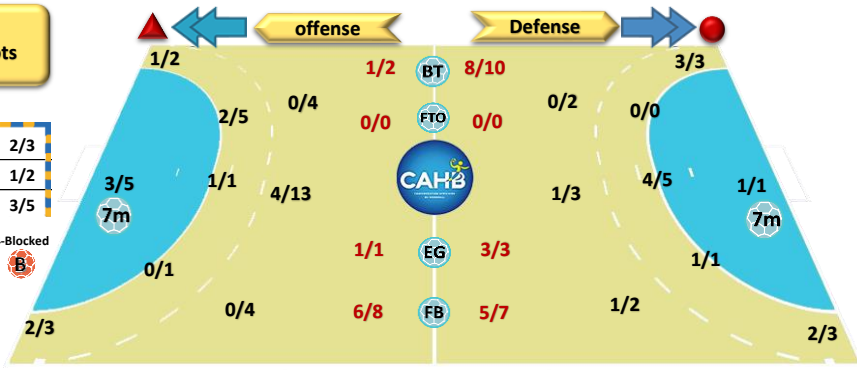 offense
Defense
ts
1/2
3/3
1/2 BT 8/10
0/4
0/2
2/5
0/0 FTO 0/0
0/0
2/3
1/2
3/5
3/5
1/1
4/13
CAHB
1/3
4/5
1/1
7m
7m
-Blocked
B
1/1 EG 3/3
0/1
1/1
0/4
6/8 FB 5/7
1/2
2/3
2/3